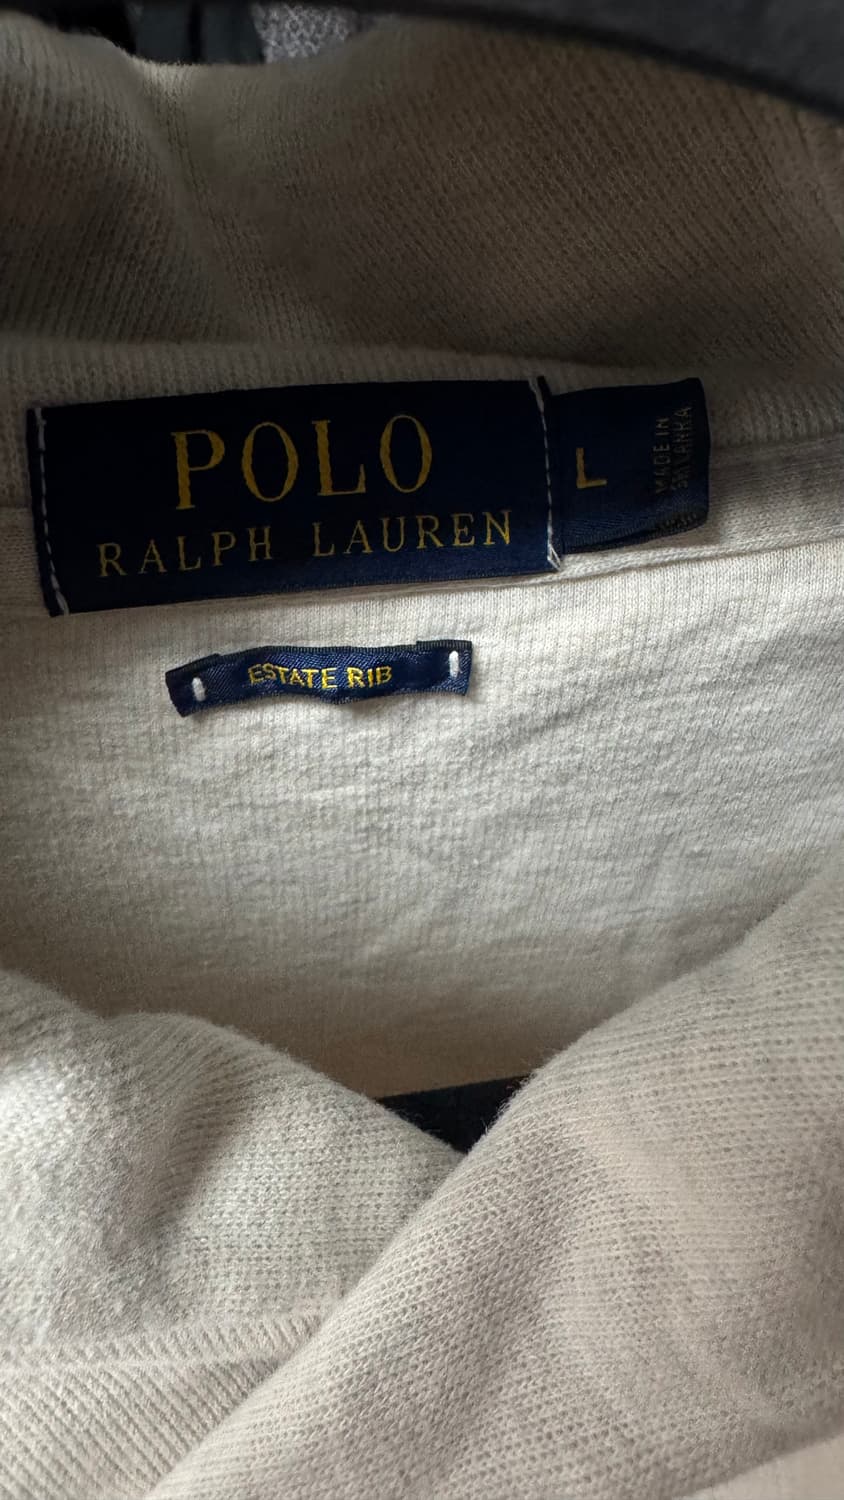 POLO
RALPH LAUREN
L
MADE IN
SRI LANKA
ESTATE RIB